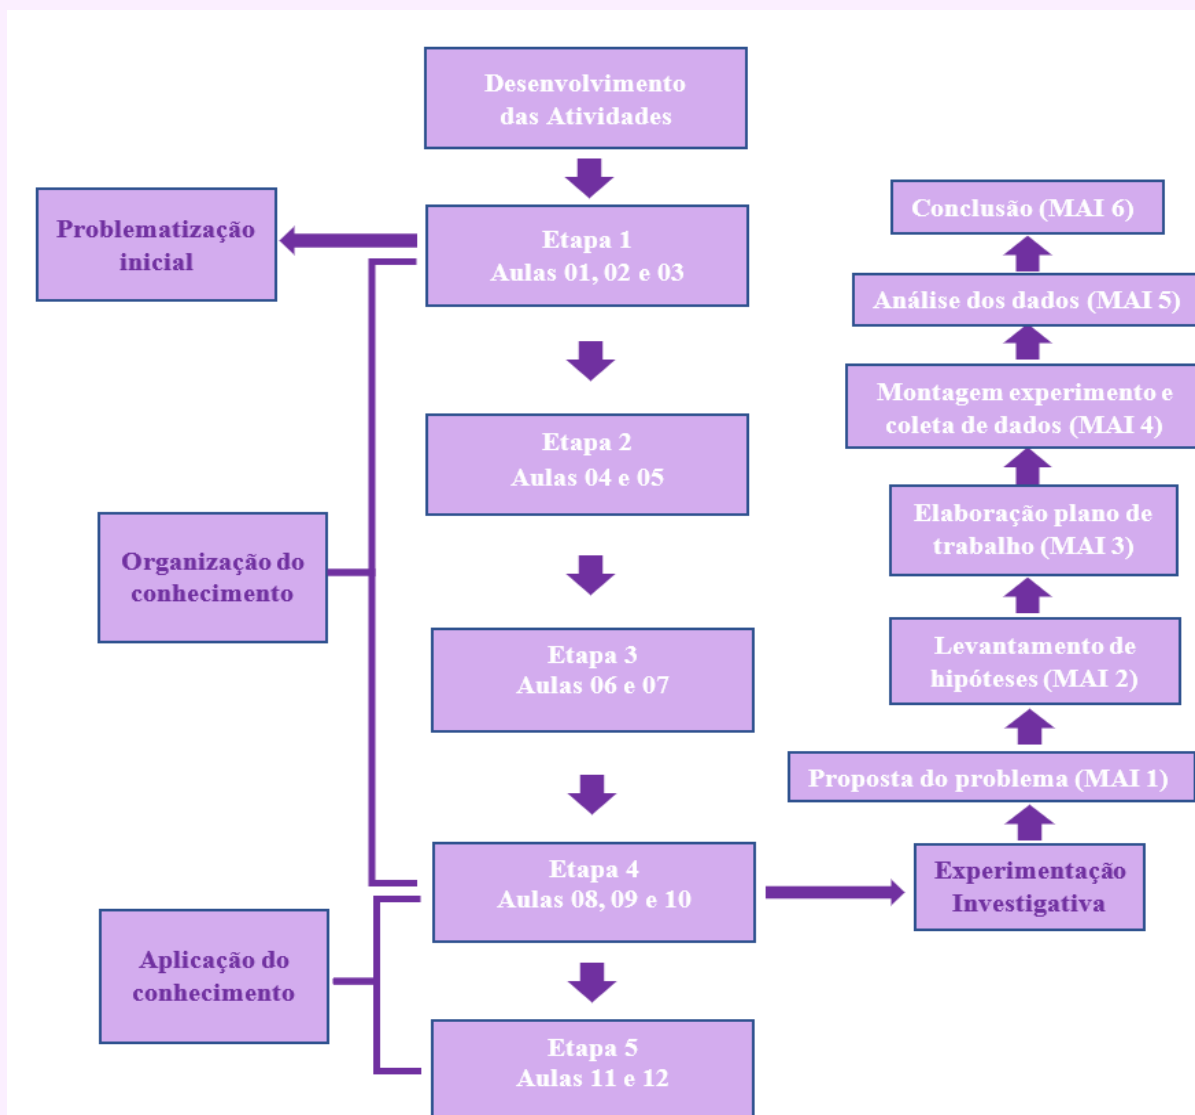 Desenvolvimento
das Atividades
Problematização
inicial
Etapa 1
Aulas 01, 02 e 03
Etapa 2
Aulas 04 e 05
Organização do
conhecimento
Etapa 3
Aulas 06 e 07
Etapa 4
Aulas 08, 09 e 10
Aplicação do
conhecimento
Etapa 5
Aulas 11 e 12
Conclusão (MAI 6)
Análise dos dados (MAI 5)
Montagem experimento e
coleta de dados (MAI 4)
Elaboração plano de
trabalho (MAI 3)
Levantamento de
hipóteses (MAI 2)
Proposta do problema (MAI 1)
Experimentação
Investigativa